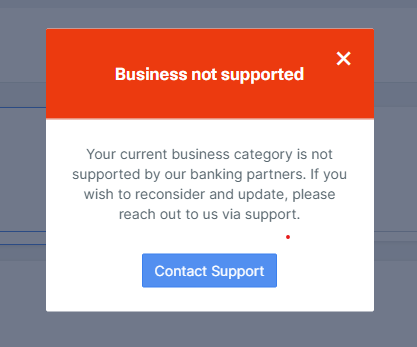 Business not supported
Your current business category is not
supported by our banking partners. If you
wish to reconsider and update, please
reach out to us via support.
Contact Support